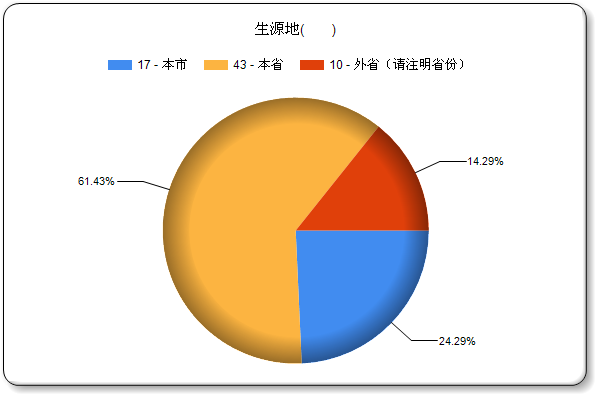 生源地(      )
17 - 本市  43 - 本省  10 - 外省（请注明省份）
14.29%
61.43%
24.29%